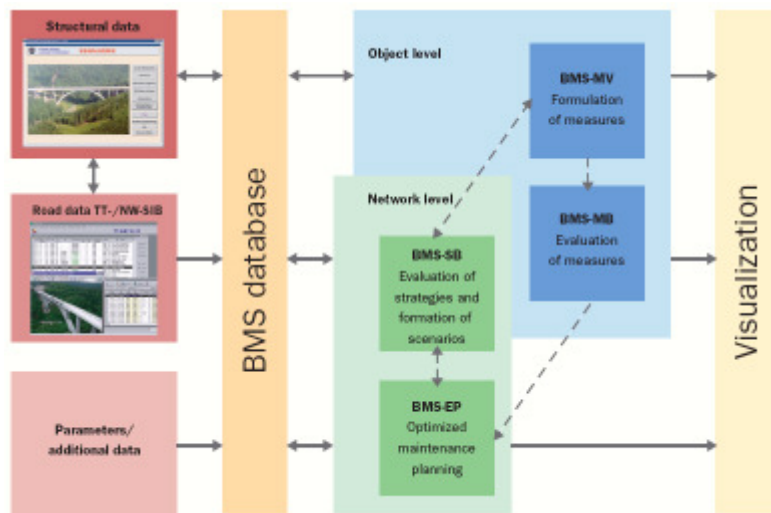 Structural data
Road data TT-/NW-SIB
Parameters/
additional data
BMS database
Object level
BMS-MV
Formulation
of measures
BMS-MB
Evaluation
of measures
Network level
BMS-SB
Evaluation of
strategies and
formation of
scenarios
BMS-EP
Optimized
maintenance
planning
Visualization